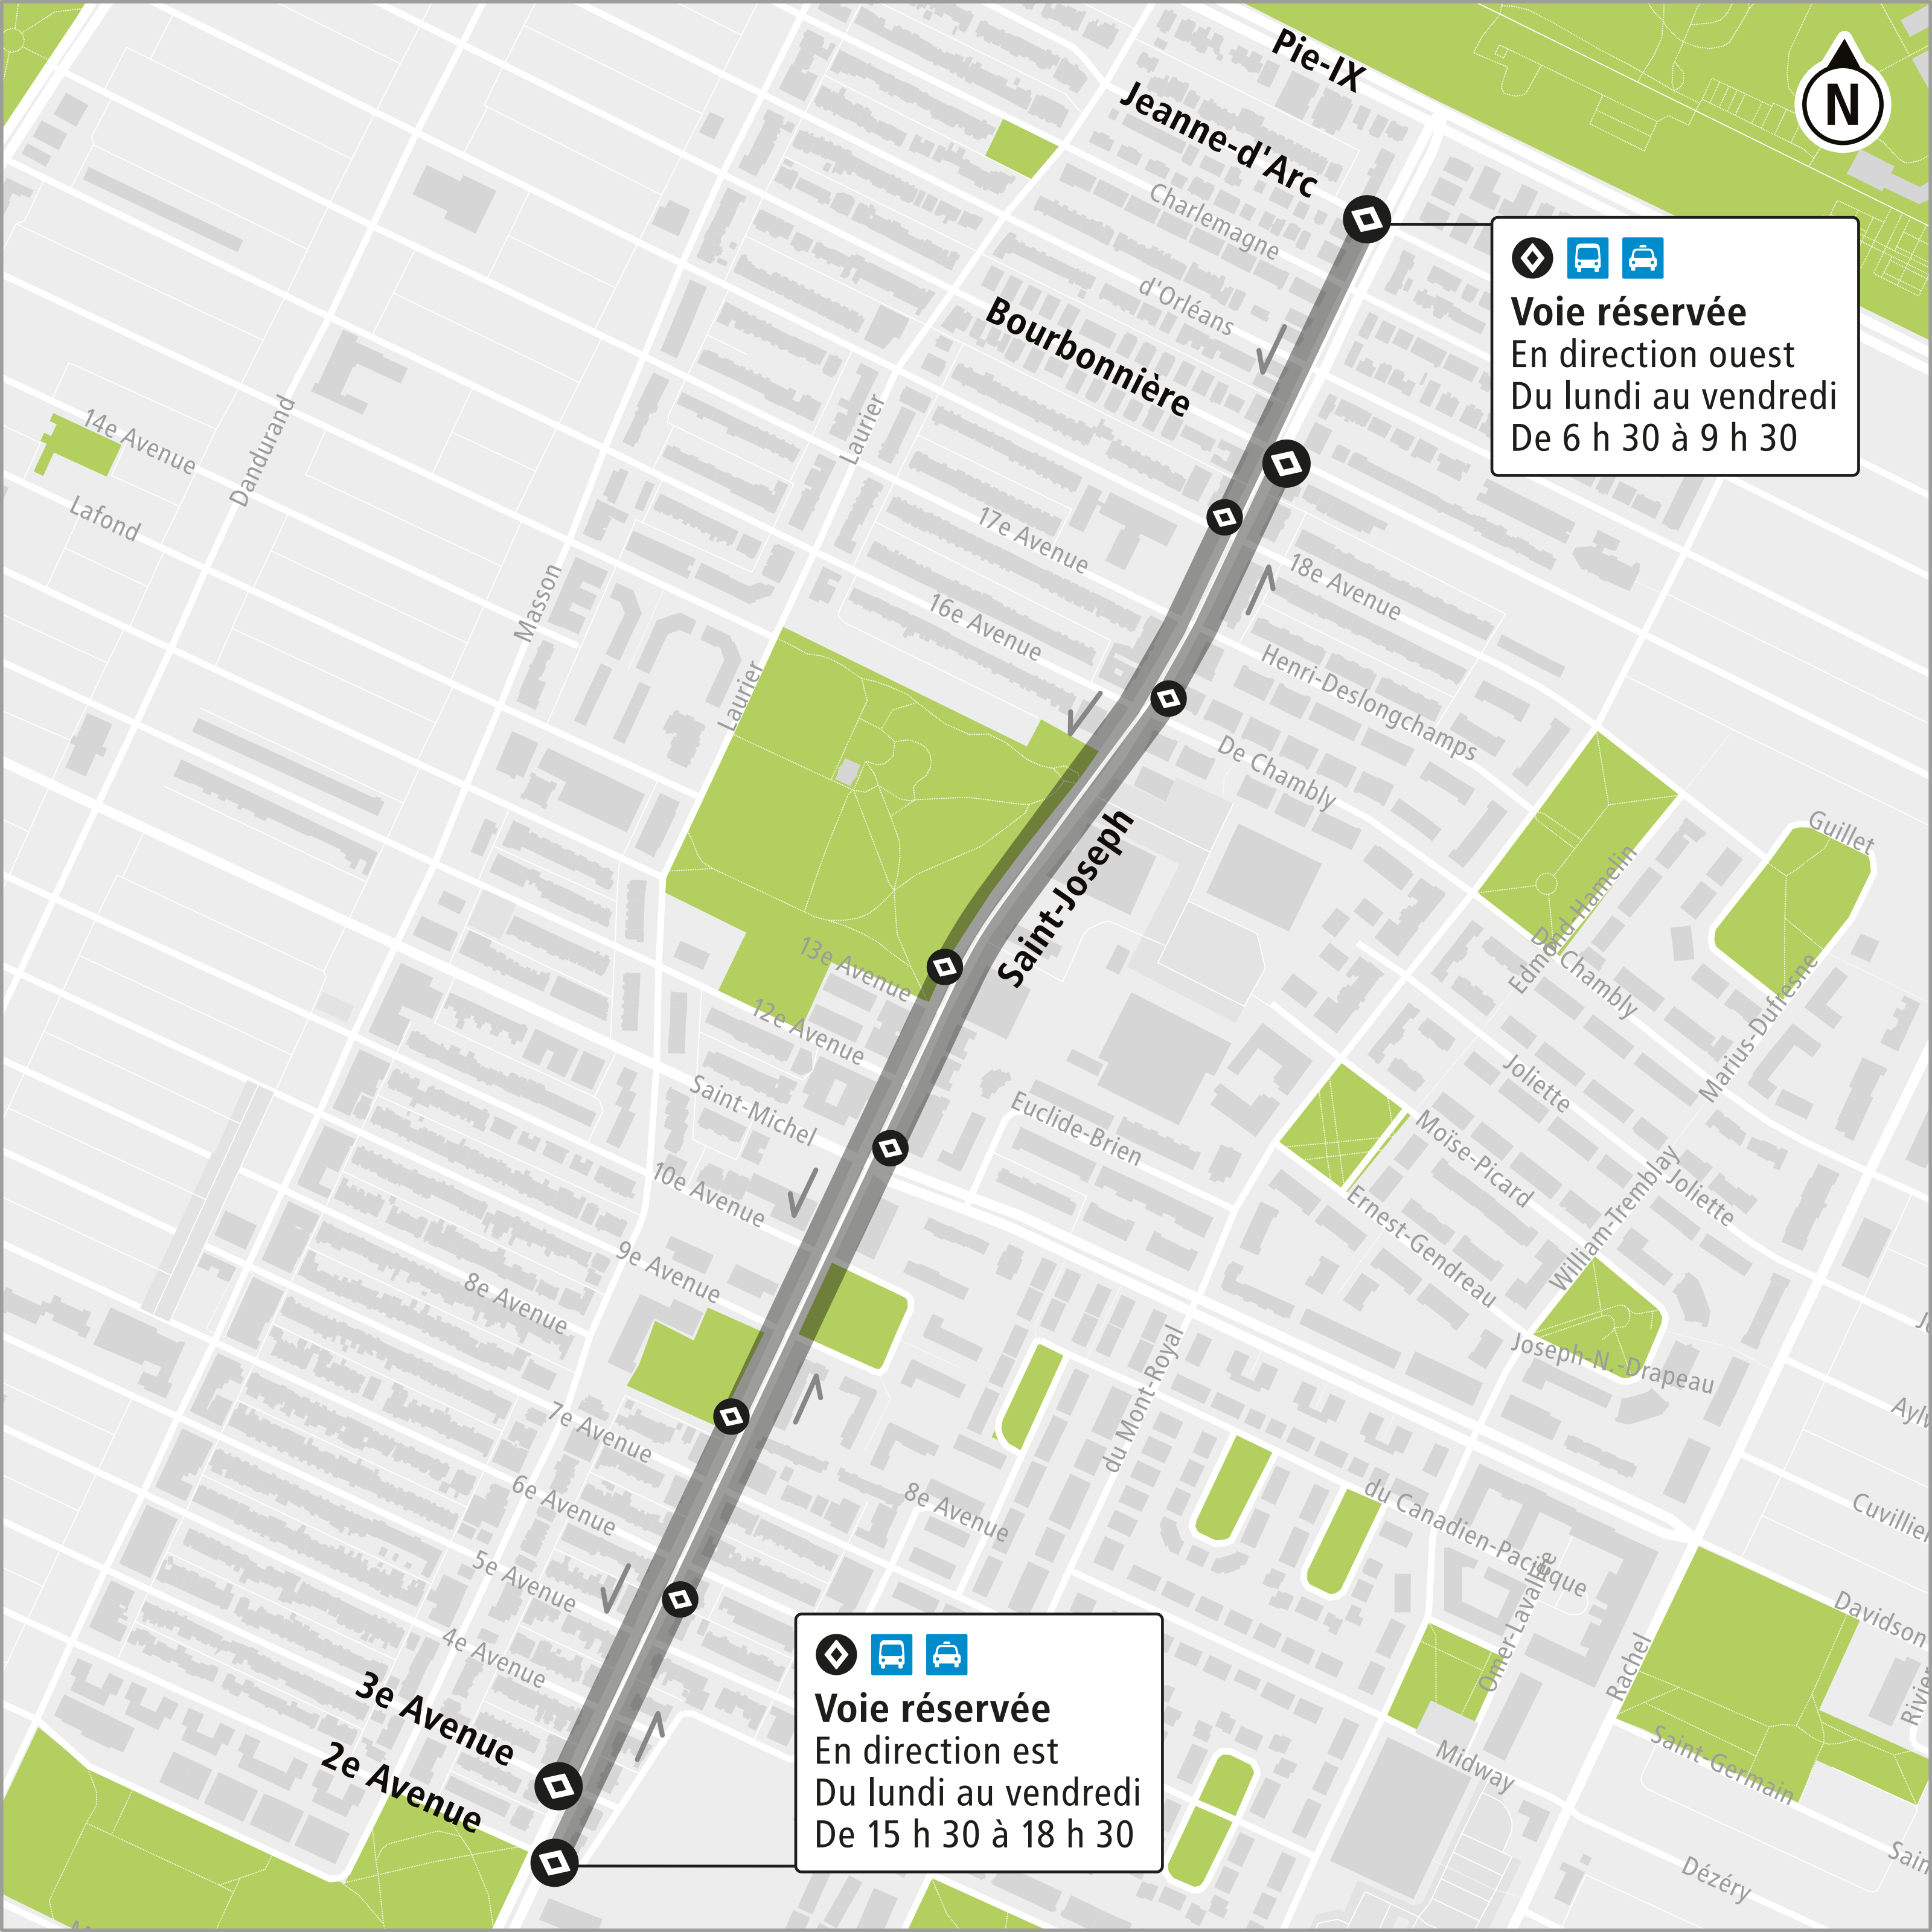 Pie-IX
N
Jeanne-d'Arc
Charlemagne
d'Orléans
Bourbonnière
Voie réservée
En direction ouest
Du lundi au vendredi
De 6 h 30 à 9 h 30
14e Avenue
Dandurand
Laurier
Lafond
17e Avenue
18e Avenue
Masson
16e Avenue
Henri-Deslongchamps
Laurier
De Chambly
Guillet
Saint-Joseph
Edmond-Hamelin
De Chambly
13e Avenue
12e Avenue
Marius-Dufresne
Joliette
Saint-Michel
Euclide-Brien
Moïse-Picard
10e Avenue
Joliette
William-Tremblay
Ernest-Gendreau
9e Avenue
8e Avenue
Joseph-N.-Drapeau
du Mont-Royal
7e Avenue
6e Avenue
8e Avenue
du Canadien-Pacifique
Cuvillier
5e Avenue
Omer-Lavallée
Davidson
4e Avenue
Rachel
3e Avenue
2e Avenue
Voie réservée
En direction est
Du lundi au vendredi
De 15 h 30 à 18 h 30
Saint-Germain
Midway
Dézéry